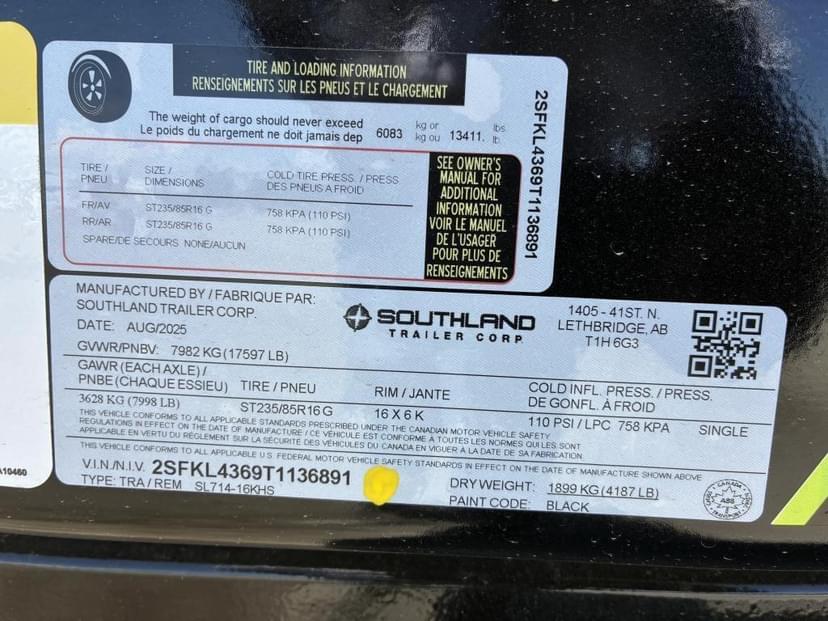 TIRE AND LOADING INFORMATION
RENSEIGNEMENTS SUR LES PNEUS ET LE CHARGEMENT
The weight of cargo should never exceed
Le poids du chargement ne doit jamais dep 6083 kg or kg ou 13411. lbs. lb.
TIRE / PNEU SIZE / DIMENSIONS COLD TIRE PRESS. / PRESS DES PNEUS A FROID
FR/AV ST235/85R16 G 758 KPA (110 PSI)
RR/AR ST235/85R16 G 758 KPA (110 PSI)
SPARE/DE SECOURS NONE/AUCUN
SEE OWNER'S
MANUAL FOR
ADDITIONAL
INFORMATION
VOIR LE MANUEL
DE L'USAGER
POUR PLUS DE
RENSEIGNEMENTS
2SFKL4369T1136891
MANUFACTURED BY / FABRIQUE PAR:
SOUTHLAND TRAILER CORP.
DATE: AUG/2025
SOUTHLAND
TRAILER CORP
1405 - 41ST. N.
LETHBRIDGE, AB
T1H 6G3
GVWR/PNBV: 7982 KG (17597 LB)
GAWR (EACH AXLE) /
PNBE (CHAQUE ESSIEU) TIRE / PNEU RIM / JANTE COLD INFL. PRESS. / PRESS.
DE GONFL. À FROID
3628 KG (7998 LB) ST235/85R16 G 16 X 6 K 110 PSI / LPC 758 KPA SINGLE
THIS VEHICLE CONFORMS TO ALL APPLICABLE STANDARDS PRESCRIBED UNDER THE CANADIAN MOTOR VEHICLE SAFETY
REGULATIONS IN EFFECT ON THE DATE OF MANUFACTURE / CE VÉHICULE EST CONFORME À TOUTES LES NORMES QUI LES SONT
APPLICABLE EN VERTU DU RÉGLEMENT SUR LA SÉCURITÉ DES VÉHICULES DU CANADA EN VIGUER À LA DATE DE SA FABRICATION.
THIS VEHICLE CONFORMS TO ALL APPLICABLE U.S. FEDERAL MOTOR VEHICLE SAFETY STANDARDS IN EFFECT ON THE DATE OF MANUFACTURE SHOWN ABOVE
V.I.N./N.I.V. 2SFKL4369T1136891
TYPE: TRA / REM SL714-16KHS
DRY WEIGHT: 1899 KG (4187 LB)
PAINT CODE: BLACK
CANADA
ABS
TRANSPORT
A10460